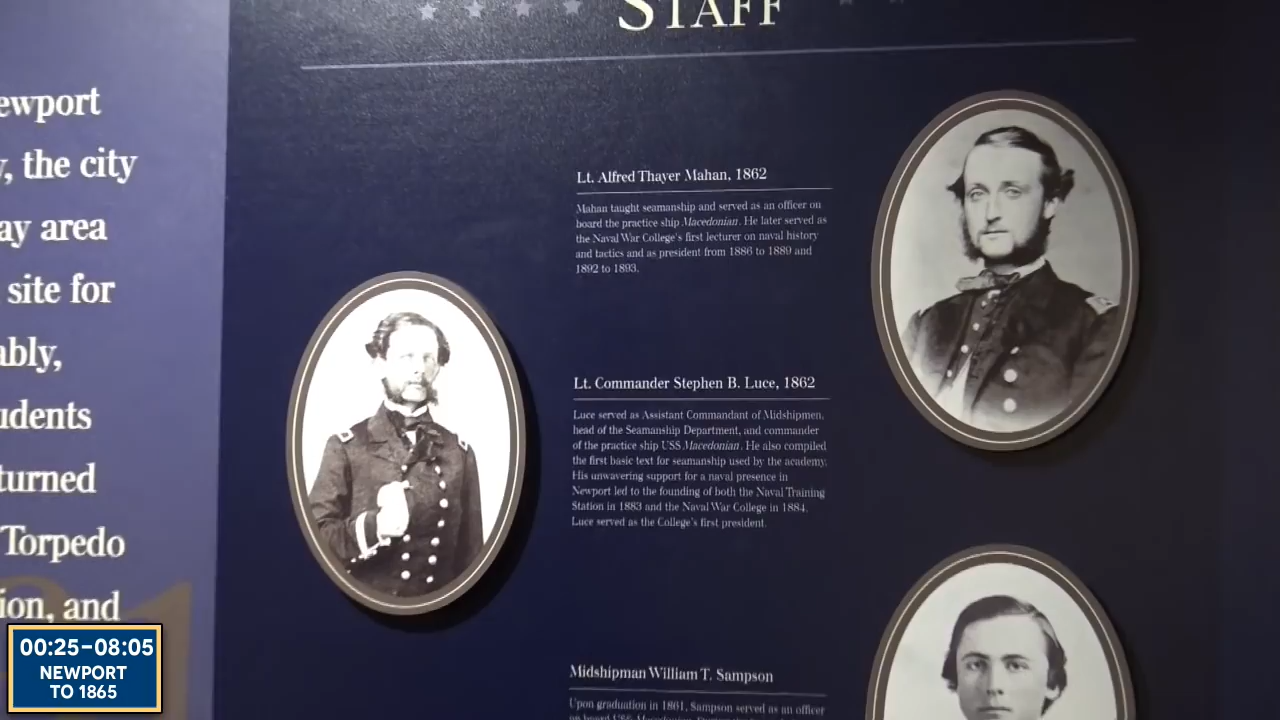 STAFF
ewport
, the city
ay area
site for
ably,
udents
turned
Torpedo
ion, and
Lt. Alfred Thayer Mahan, 1862
Mahan taught seamanship and served as an officer on
board the practice ship Macedonian. He later served as
the Naval War College's first lecturer on naval history
and tactics and as president from 1886 to 1889 and
1892 to 1893.
Lt. Commander Stephen B. Luce, 1862
Luce served as Assistant Commandant of Midshipmen,
head of the Seamanship Department, and commander
of the practice ship USS Macedonian. He also compiled
the first basic text for seamanship used by the academy.
His unwavering support for a naval presence in
Newport led to the founding of both the Naval Training
Station in 1883 and the Naval War College in 1884.
Luce served as the College's first president.
Midshipman William T. Sampson
Upon graduation in 1861, Sampson served as an officer
00:25–08:05
NEWPORT
TO 1865